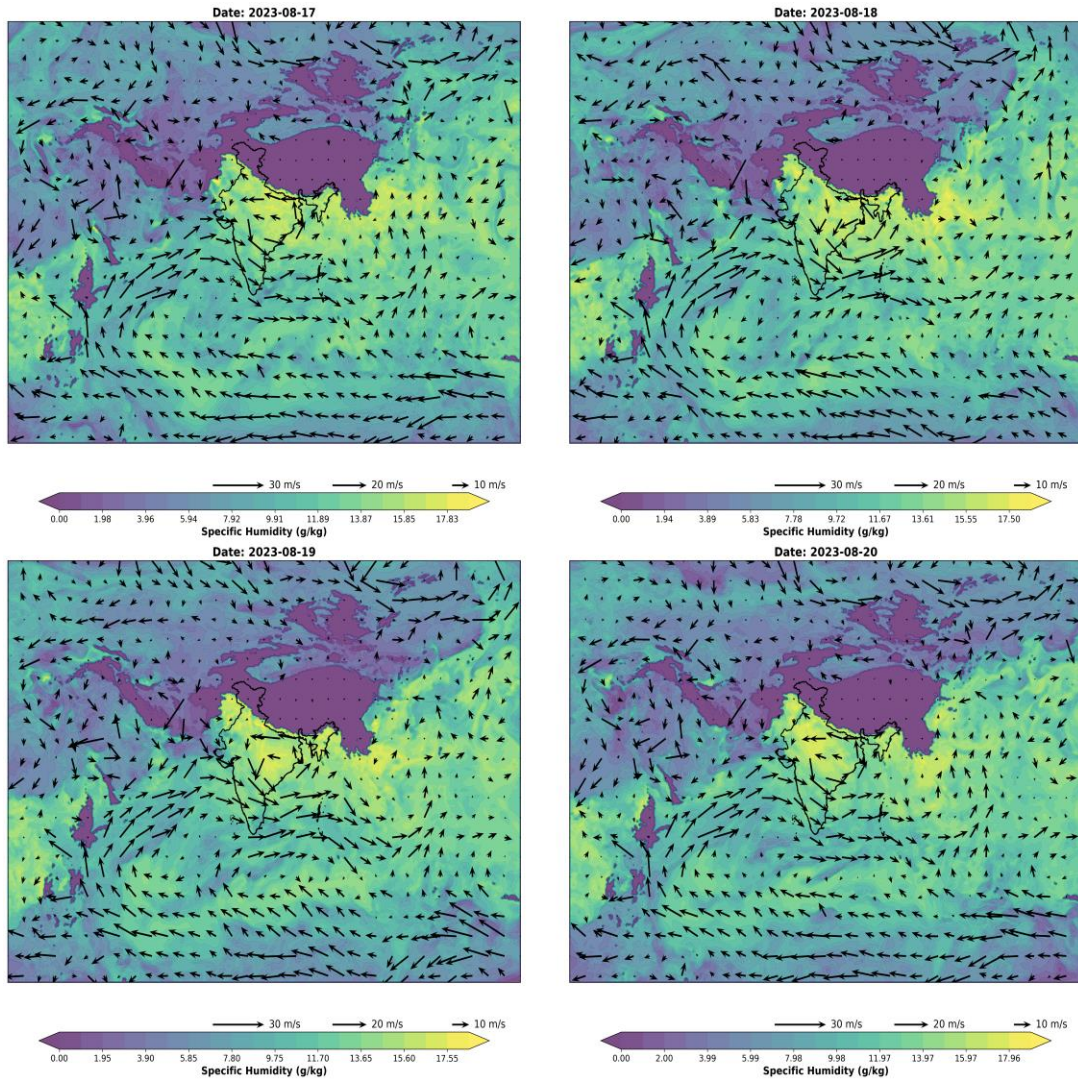 Date: 2023-08-17
Date: 2023-08-18
30 m/s 20 m/s 10 m/s
0.00 1.98 3.96 5.94 7.92 9.91 11.89 13.87 15.85 17.83
Specific Humidity (g/kg)
30 m/s 20 m/s 10 m/s
0.00 1.94 3.89 5.83 7.78 9.72 11.67 13.61 15.55 17.50
Specific Humidity (g/kg)
Date: 2023-08-19
Date: 2023-08-20
30 m/s 20 m/s 10 m/s
0.00 1.95 3.90 5.85 7.80 9.75 11.70 13.65 15.60 17.55
Specific Humidity (g/kg)
30 m/s 20 m/s 10 m/s
0.00 2.00 3.99 5.99 7.98 9.98 11.97 13.97 15.97 17.96
Specific Humidity (g/kg)